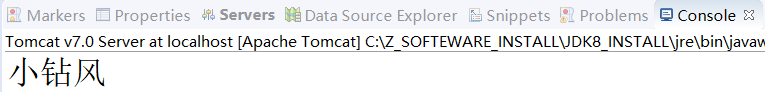 Markers Properties Servers Data Source Explorer Snippets Problems Console
Tomcat v7.0 Server at localhost [Apache Tomcat] C:\Z_SOFTEWARE_INSTALL\JDK8_INSTALL\jre\bin\javaw
小钻风